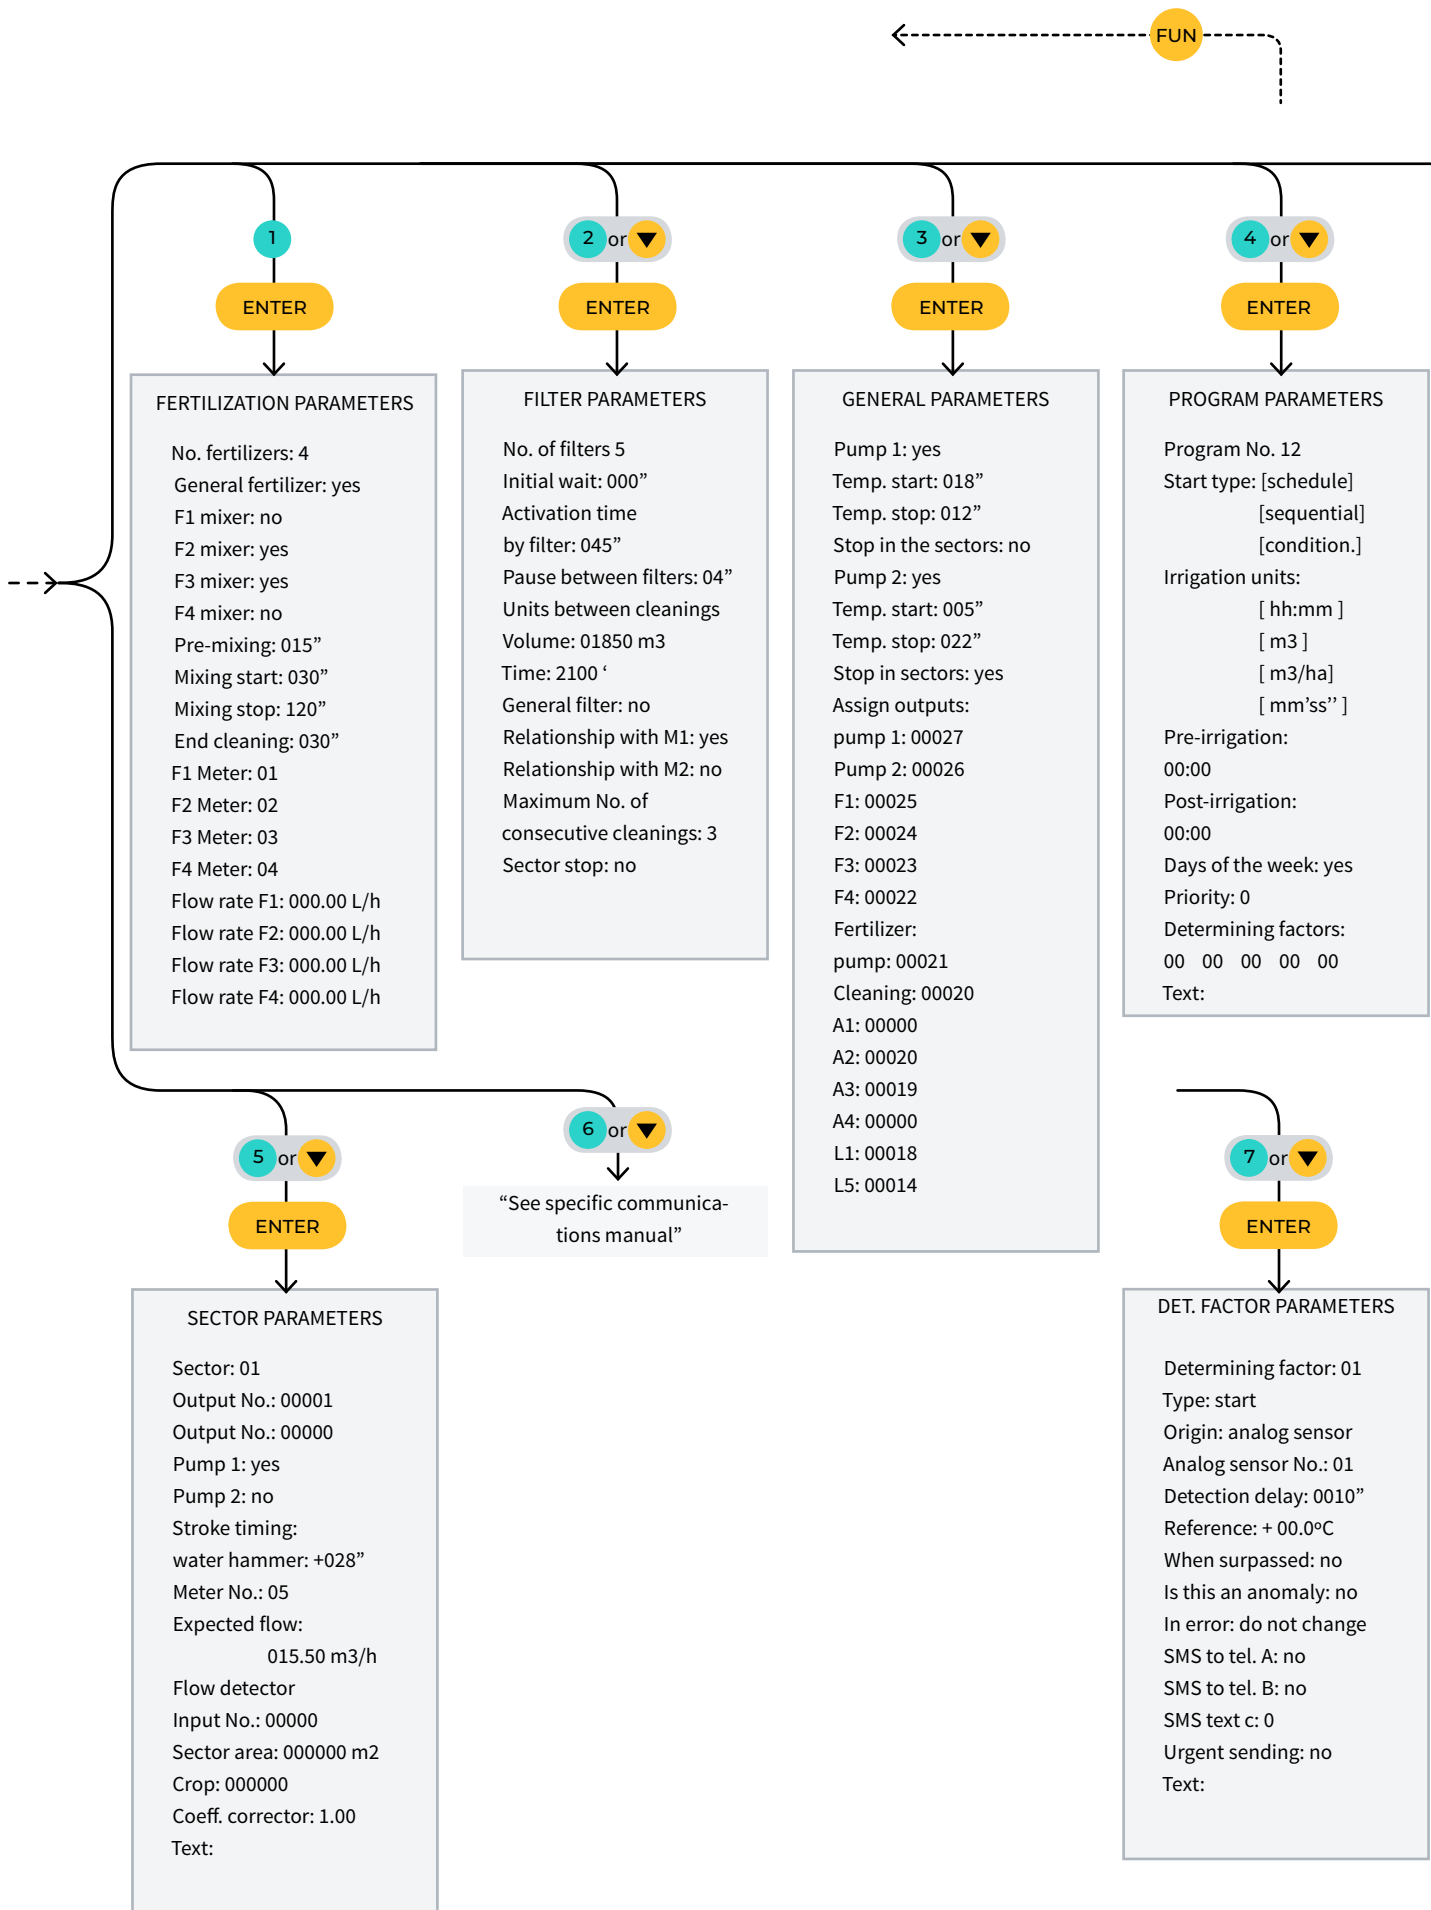 FUN
1
ENTER
FERTILIZATION PARAMETERS
No. fertilizers: 4
General fertilizer: yes
F1 mixer: no
F2 mixer: yes
F3 mixer: yes
F4 mixer: no
Pre-mixing: 015”
Mixing start: 030”
Mixing stop: 120”
End cleaning: 030”
F1 Meter: 01
F2 Meter: 02
F3 Meter: 03
F4 Meter: 04
Flow rate F1: 000.00 L/h
Flow rate F2: 000.00 L/h
Flow rate F3: 000.00 L/h
Flow rate F4: 000.00 L/h
2 or
ENTER
FILTER PARAMETERS
No. of filters 5
Initial wait: 000”
Activation time
by filter: 045”
Pause between filters: 04”
Units between cleanings
Volume: 01850 m3
Time: 2100 ‘
General filter: no
Relationship with M1: yes
Relationship with M2: no
Maximum No. of
consecutive cleanings: 3
Sector stop: no
3 or
ENTER
GENERAL PARAMETERS
Pump 1: yes
Temp. start: 018”
Temp. stop: 012”
Stop in the sectors: no
Pump 2: yes
Temp. start: 005”
Temp. stop: 022”
Stop in sectors: yes
Assign outputs:
pump 1: 00027
Pump 2: 00026
F1: 00025
F2: 00024
F3: 00023
F4: 00022
Fertilizer:
pump: 00021
Cleaning: 00020
A1: 00000
A2: 00020
A3: 00019
A4: 00000
L1: 00018
L5: 00014
4 or
ENTER
PROGRAM PARAMETERS
Program No. 12
Start type: [schedule]
[sequential]
[condition.]
Irrigation units:
[ hh:mm ]
[ m3 ]
[ m3/ha]
[ mm’ss’’ ]
Pre-irrigation:
00:00
Post-irrigation:
00:00
Days of the week: yes
Priority: 0
Determining factors:
00 00 00 00 00
Text:
5 or
ENTER
SECTOR PARAMETERS
Sector: 01
Output No.: 00001
Output No.: 00000
Pump 1: yes
Pump 2: no
Stroke timing:
water hammer: +028”
Meter No.: 05
Expected flow:
015.50 m3/h
Flow detector
Input No.: 00000
Sector area: 000000 m2
Crop: 000000
Coeff. corrector: 1.00
Text:
6 or
“See specific communica-
tions manual”
7 or
ENTER
DET. FACTOR PARAMETERS
Determining factor: 01
Type: start
Origin: analog sensor
Analog sensor No.: 01
Detection delay: 0010”
Reference: + 00.0ºC
When surpassed: no
Is this an anomaly: no
In error: do not change
SMS to tel. A: no
SMS to tel. B: no
SMS text c: 0
Urgent sending: no
Text: